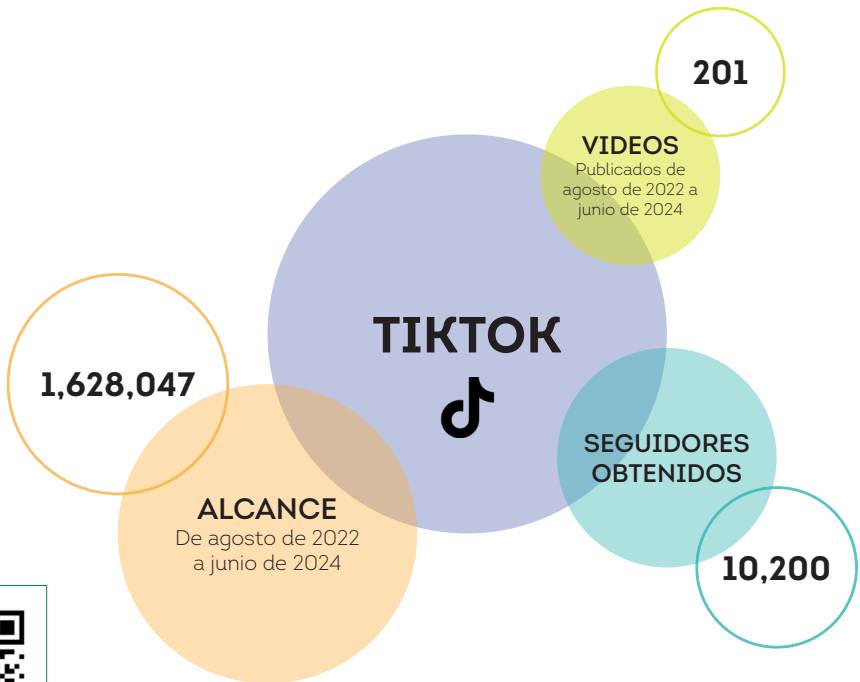 201
VIDEOS
Publicados de
agosto de 2022 a
junio de 2024
TIKTOK
1,628,047
ALCANCE
De agosto de 2022
a junio de 2024
SEGUIDORES
OBTENIDOS
10,200